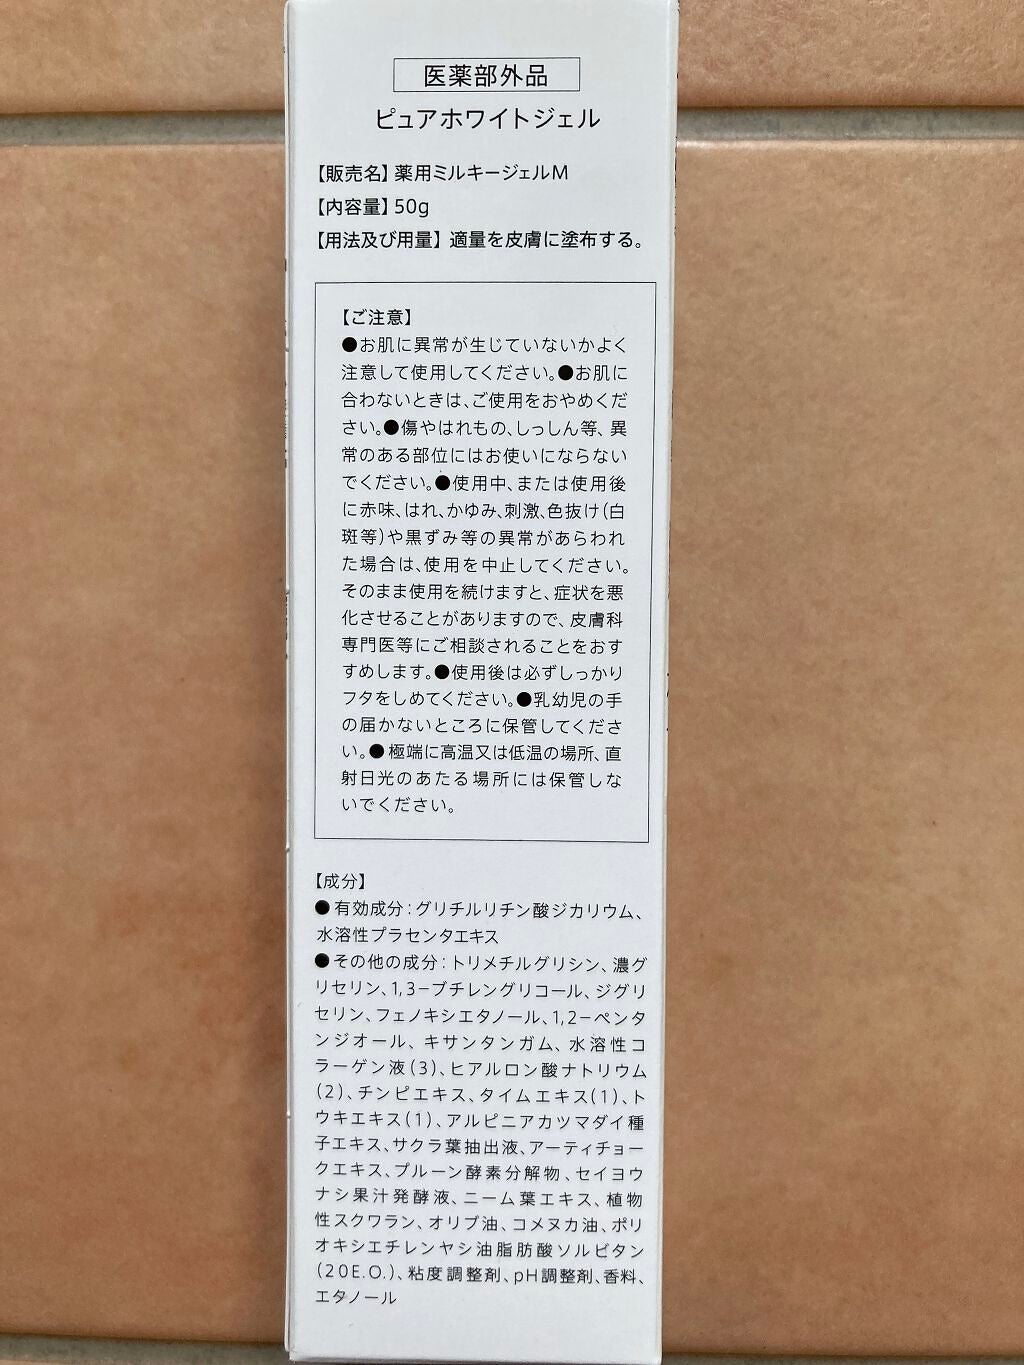 医薬部外品
ピュアホワイトジェル
【販売名】薬用ミルキージェルM
【内容量】50g
【用法及び用量】適量を皮膚に塗布する。
【ご注意】
●お肌に異常が生じていないかよく
注意して使用してください。●お肌に
合わないときは、ご使用をおやめくだ
さい。●傷やはれもの、しっしん等、異
常のある部位にはお使いにならない
でください。●使用中、または使用後
に赤味、はれ、かゆみ、刺激、色抜け(白
斑等)や黒ずみ等の異常があらわれ
た場合は、使用を中止してください。
そのまま使用を続けますと、症状を悪
化させることがありますので、皮膚科
専門医等にご相談されることをおす
すめします。●使用後は必ずしっかり
フタをしめてください。●乳幼児の手
の届かないところに保管してくださ
い。●極端に高温又は低温の場所、直
射日光のあたる場所には保管しな
いでください。
【成分】
●有効成分:グリチルリチン酸ジカリウム、
水溶性プラセンタエキス
●その他の成分:トリメチルグリシン、濃グ
リセリン、1,3－ブチレングリコール、ジグリ
セリン、フェノキシエタノール、1,2－ペンタ
ンジオール、キサンタンガム、水溶性コ
ラーゲン液(3)、ヒアルロン酸ナトリウム
(2)、チンピエキス、タイムエキス(1)、ト
ウキエキス(1)、アルピニアカツマダイ種
子エキス、サクラ葉抽出液、アーティチョー
クエキス、プルーン酵素分解物、セイヨウ
ナシ果汁発酵液、ニーム葉エキス、植物
性スクワラン、オリブ油、コメヌカ油、ポリ
オキシエチレンヤシ油脂肪酸ソルビタン
(20E.O.)、粘度調整剤、pH調整剤、香料、
エタノール